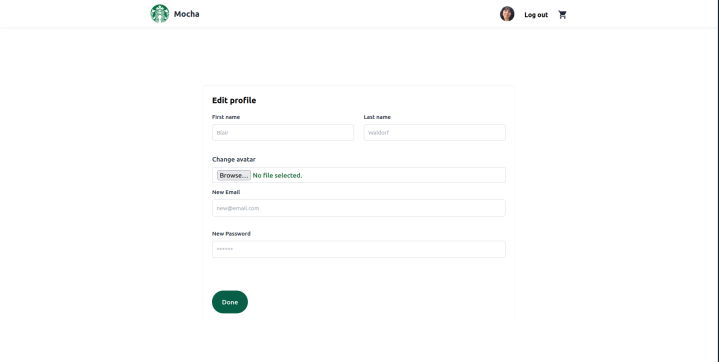 Mocha
Log out
Edit profile
First name
Last name
Blair
Waldorf
Change avatar
Browse... No file selected.
New Email
new@email.com
New Password
******
Done